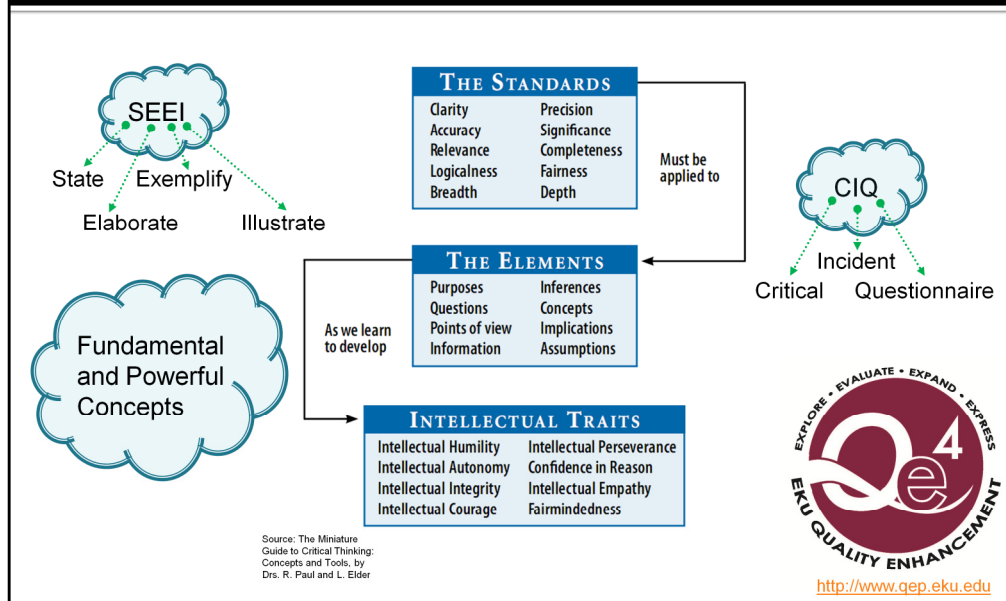 SEEI
State Exemplify
Elaborate Illustrate
Fundamental
and Powerful
Concepts
THE STANDARDS
Clarity Precision
Accuracy Significance
Relevance Completeness
Logicalness Fairness
Breadth Depth
Must be
applied to
THE ELEMENTS
Purposes Inferences
Questions Concepts
Points of view Implications
Information Assumptions
As we learn
to develop
INTELLECTUAL TRAITS
Intellectual Humility Intellectual Perseverance
Intellectual Autonomy Confidence in Reason
Intellectual Integrity Intellectual Empathy
Intellectual Courage Fairmindedness
Source: The Miniature
Guide to Critical Thinking:
Concepts and Tools, by
Drs. R. Paul and L. Elder
CIQ
Incident
Critical Questionnaire
EXPLORE • EVALUATE • EXPAND • EXPRESS
Qe4
EKU QUALITY ENHANCEMENT
http://www.qep.eku.edu